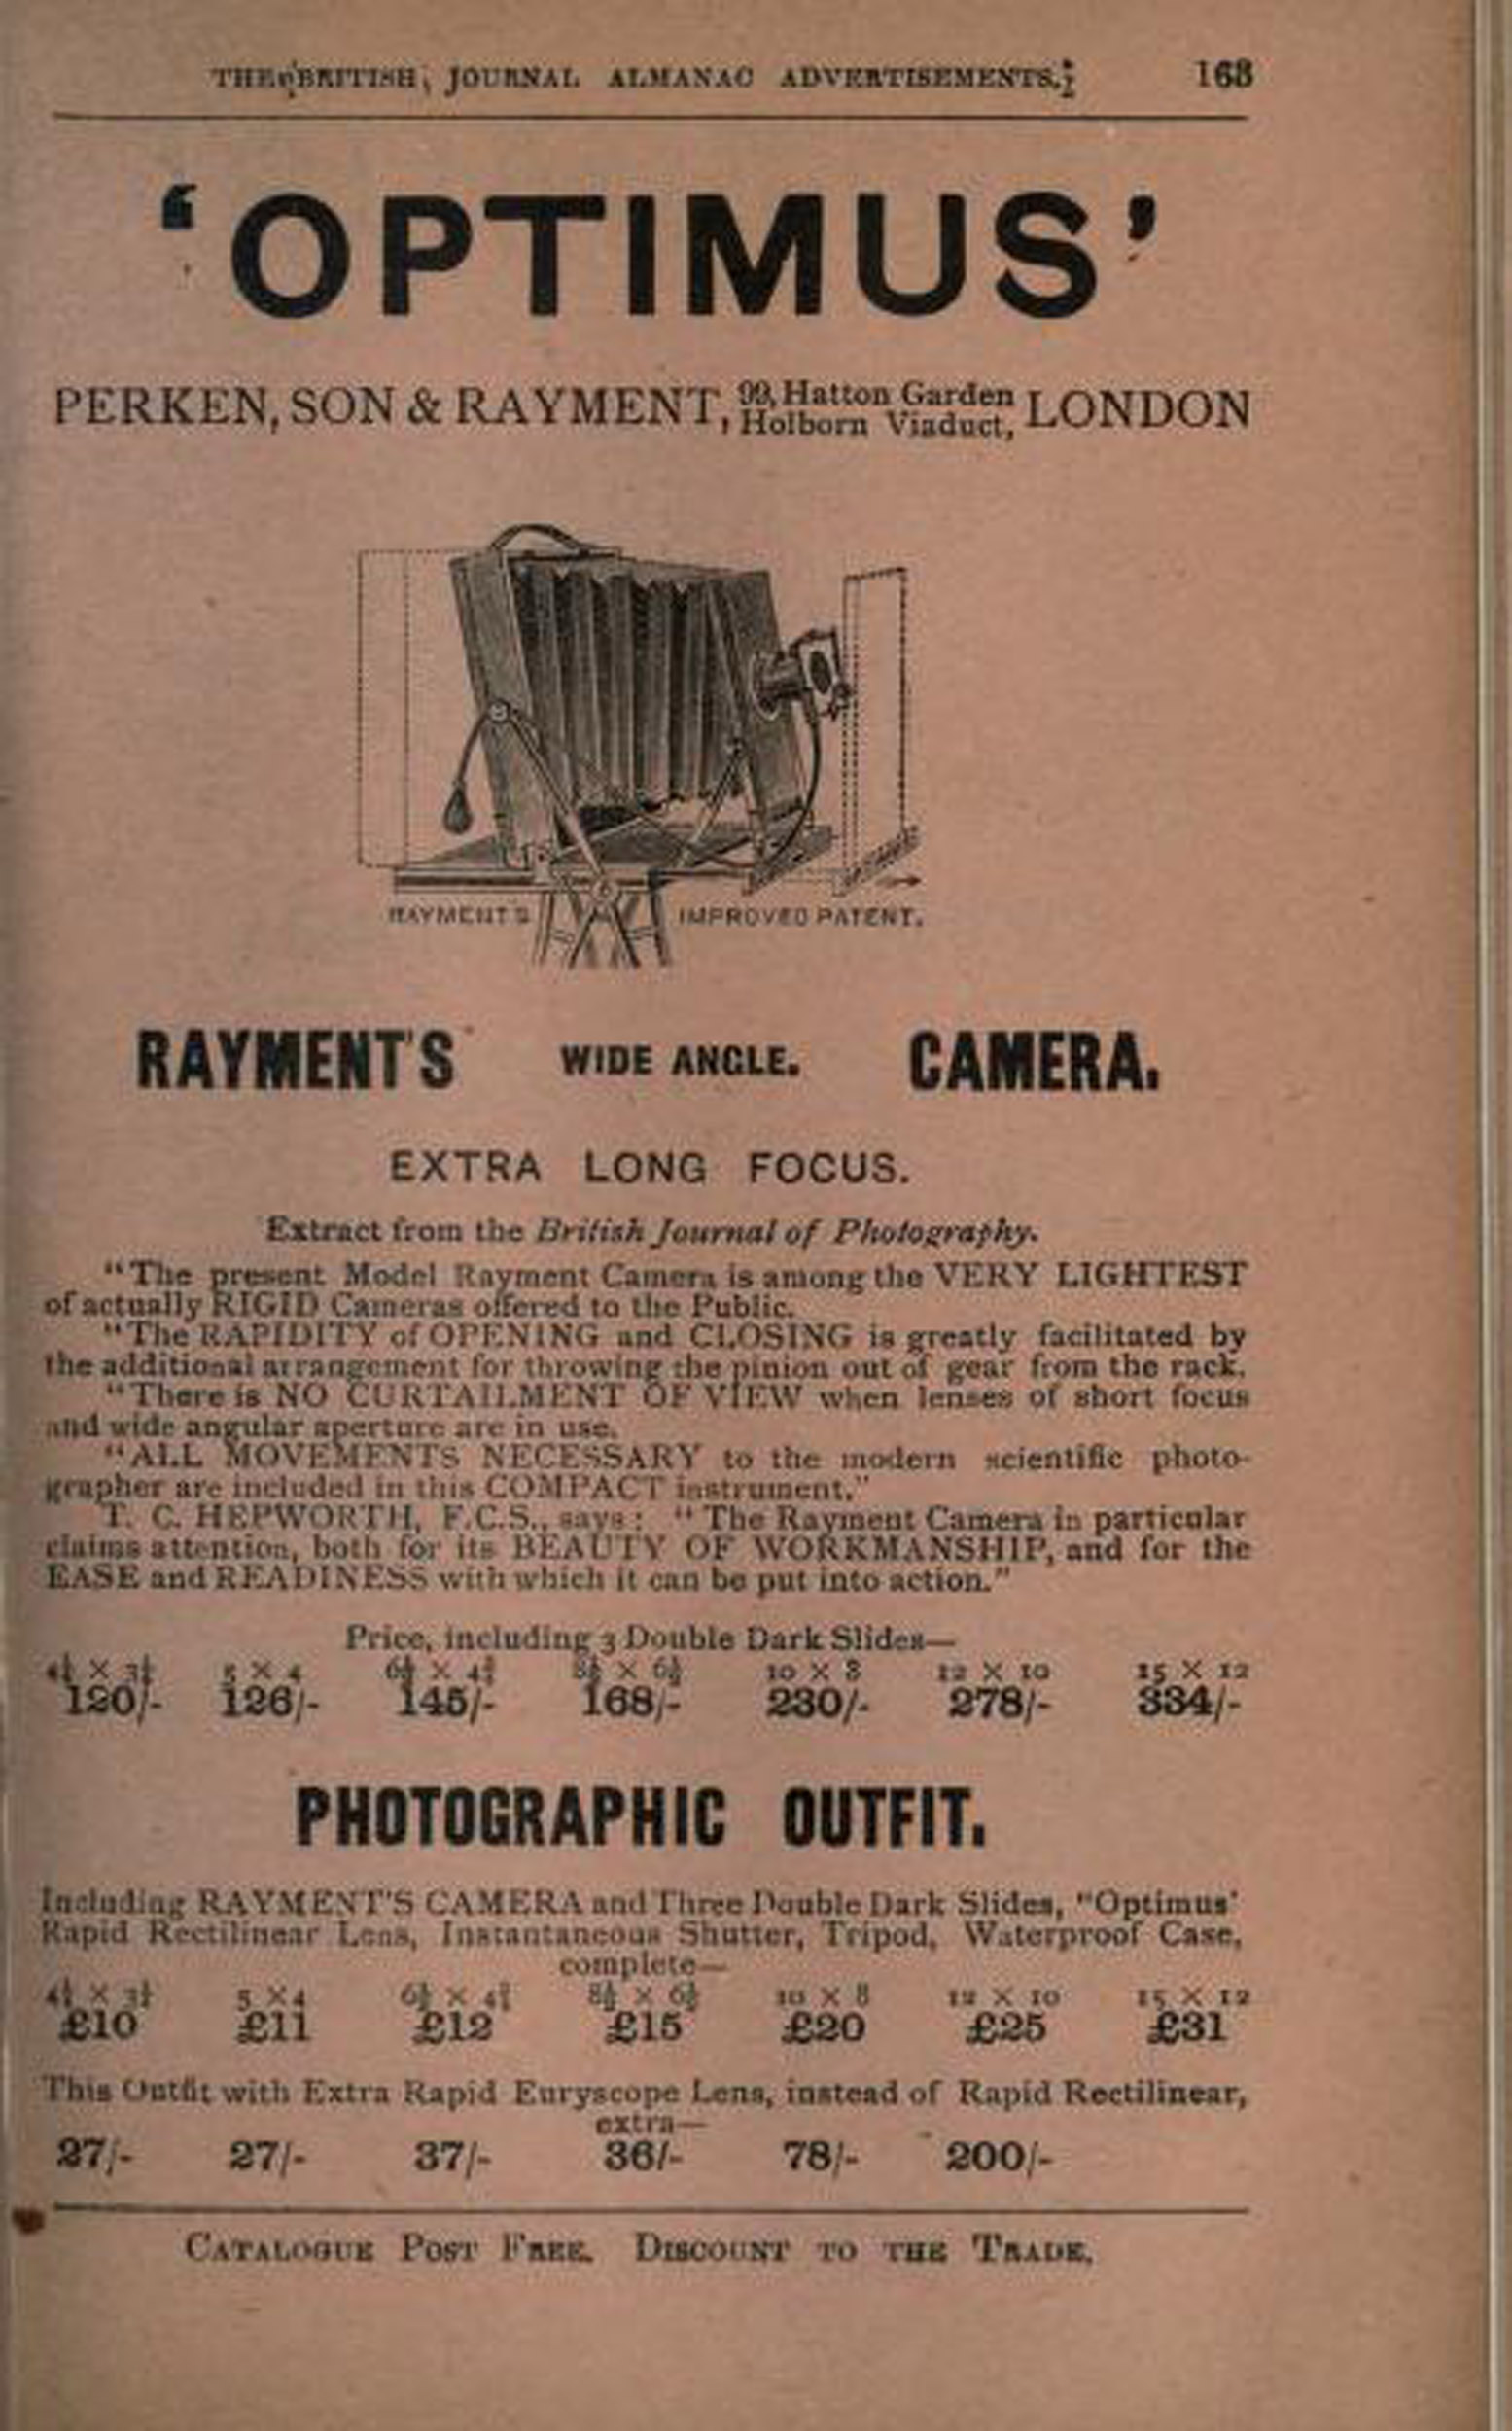 THE BRITISH JOURNAL ALMANAC ADVERTISEMENTS. 163
‘OPTIMUS’
PERKEN, SON & RAYMENT, 99, Hatton Garden LONDON
Holborn Viaduct,
RAYMENT'S IMPROVED PATENT.
RAYMENT'S WIDE ANGLE. CAMERA.
EXTRA LONG FOCUS.
Extract from the British Journal of Photography.
"The present Model Rayment Camera is among the VERY LIGHTEST
of actually RIGID Cameras offered to the Public.
"The RAPIDITY of OPENING and CLOSING is greatly facilitated by
the additional arrangement for throwing the pinion out of gear from the rack.
"There is NO CURTAILMENT OF VIEW when lenses of short focus
and wide angular aperture are in use.
"ALL MOVEMENTS NECESSARY to the modern scientific photo-
grapher are included in this COMPACT instrument."
T. C. HEPWORTH, F.C.S., says: "The Rayment Camera in particular
claims attention, both for its BEAUTY OF WORKMANSHIP, and for the
EASE and READINESS with which it can be put into action."
Price, including 3 Double Dark Slides—
4¼ × 3¼ 5 × 4 6½ × 4¾ 8½ × 6½ 10 × 8 12 × 10 15 × 12
120/- 126/- 145/- 168/- 230/- 278/- 334/-
PHOTOGRAPHIC OUTFIT.
Including RAYMENT'S CAMERA and Three Double Dark Slides, "Optimus'
Rapid Rectilinear Lens, Instantaneous Shutter, Tripod, Waterproof Case,
complete—
4¼ × 3¼ 5 × 4 6½ × 4¾ 8½ × 6½ 10 × 8 12 × 10 15 × 12
£10 £11 £12 £15 £20 £25 £31
This Outfit with Extra Rapid Euryscope Lens, instead of Rapid Rectilinear,
extra—
27/- 27/- 37/- 36/- 78/- 200/-
CATALOGUE POST FREE. DISCOUNT TO THE TRADE.